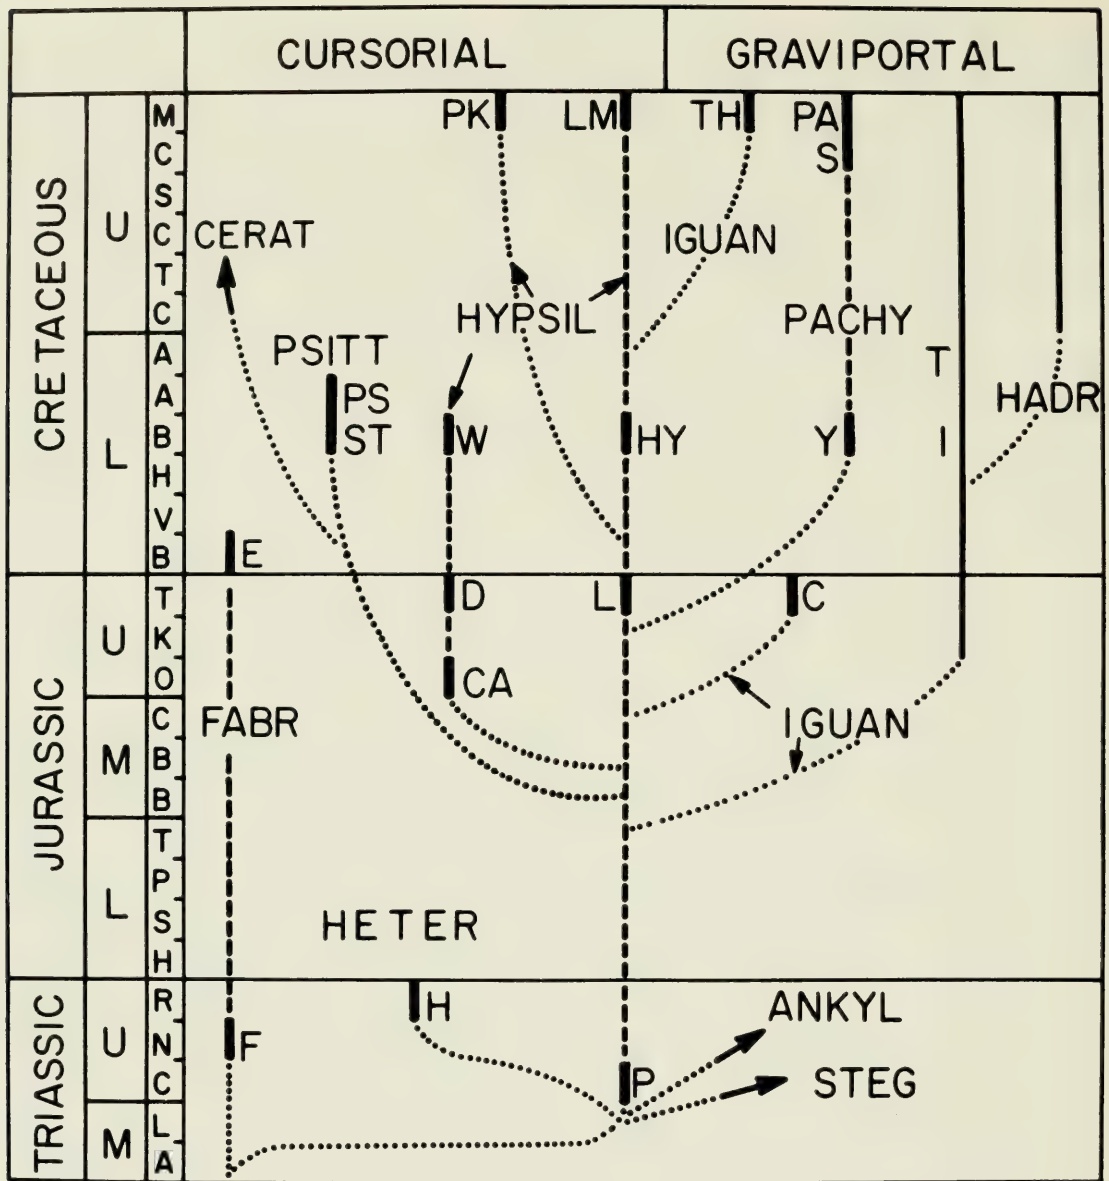 CURSORIAL GRAVIPORTAL
CRETACEOUS
U
L
M
C
S
C
T
C
A
A
B
H
V
B
PK LM TH PA
S
CERAT IGUAN
HYPSIL PACHY
PSITT T
PS HADR
ST W HY Y I
E
JURASSIC
U
M
L
T
K
O
C
B
B
T
P
S
H
D L C
CA
FABR IGUAN
HETER
TRIASSIC
U
M
R
N
C
L
A
H ANKYL
F
P STEG